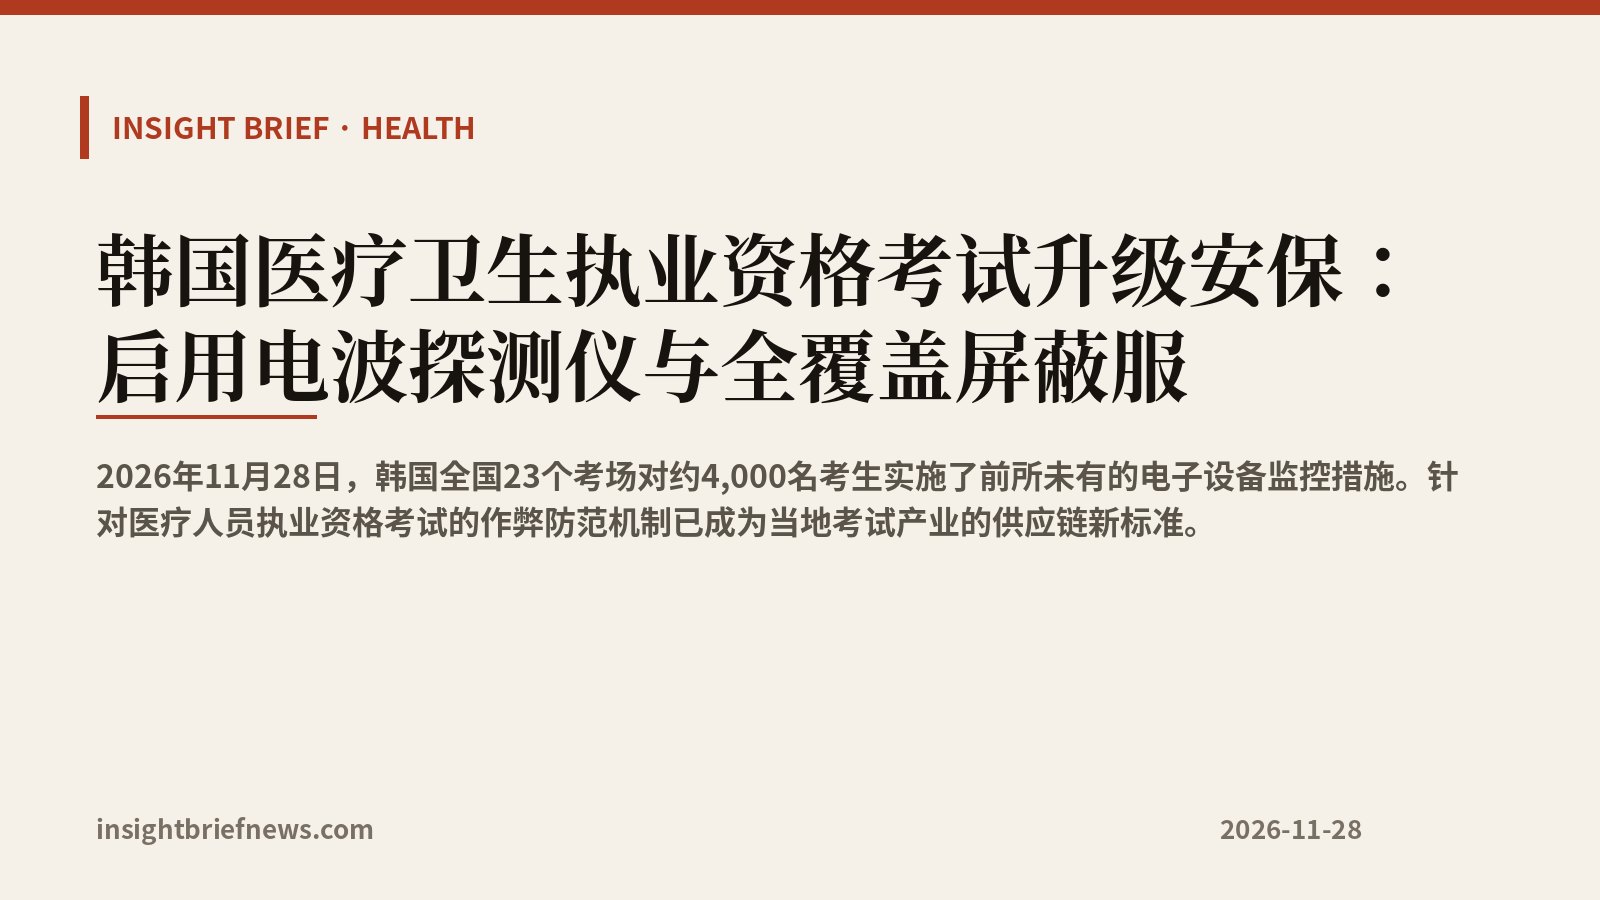 INSIGHT BRIEF · HEALTH
韩国医疗卫生执业资格考试升级安保：
启用电波探测仪与全覆盖屏蔽服
2026年11月28日，韩国全国23个考场对约4,000名考生实施了前所未有的电子设备监控措施。针
对医疗人员执业资格考试的作弊防范机制已成为当地考试产业的供应链新标准。
insightbriefnews.com
2026-11-28